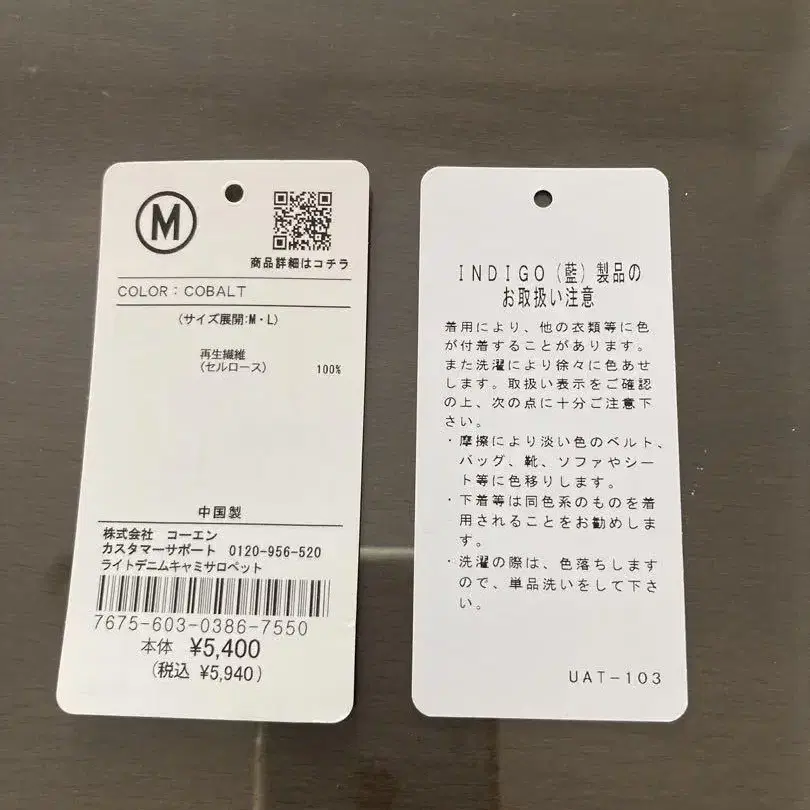 M
商品詳細はコチラ
COLOR：COBALT
(サイズ展開:M・L)
再生繊維
(セルロース) 100%
中国製
株式会社 コーエン
カスタマーサポート 0120-956-520
ライトデニムキャミサロペット
7675-603-0386-7550
本体 ¥5,400
(税込 ¥5,940)
INDIGO(藍)製品の
お取扱い注意
着用により、他の衣類等に色
が付着することがあります。
また洗濯により徐々に色あせ
します。取扱い表示をご確認
の上、次の点に十分ご注意下
さい。
・摩擦により淡い色のベルト、
バッグ、靴、ソファやシー
ト等に色移りします。
・下着等は同色系のものを着
用されることをお勧めしま
す。
・洗濯の際は、色落ちします
ので、単品洗いをして下さ
い。
UAT-103